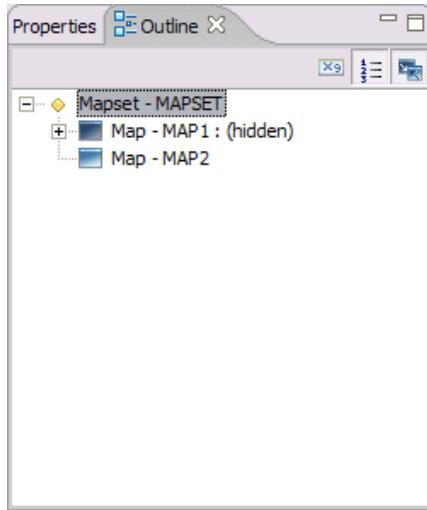 Properties Outline
Mapset - MAPSET
Map - MAP1 : (hidden)
Map - MAP2